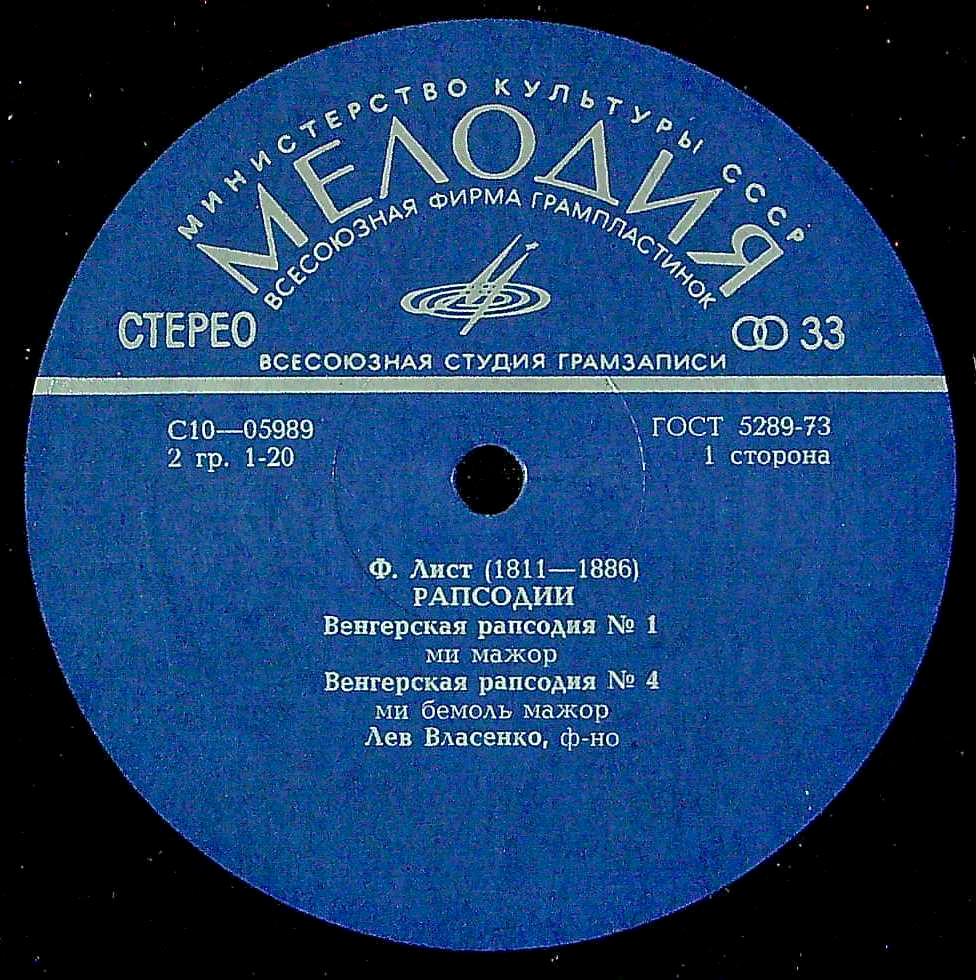 МИНИСТЕРСТВО КУЛЬТУРЫ СССР
МЕЛОДИЯ
ВСЕСОЮЗНАЯ ФИРМА ГРАМПЛАСТИНОК
СТЕРЕО
33
ВСЕСОЮЗНАЯ СТУДИЯ ГРАМЗАПИСИ
С10—05989
ГОСТ 5289-73
2 гр. 1-20
1 сторона
Ф. Лист (1811—1886)
РАПСОДИИ
Венгерская рапсодия № 1
ми мажор
Венгерская рапсодия № 4
ми бемоль мажор
Лев Власенко, ф-но